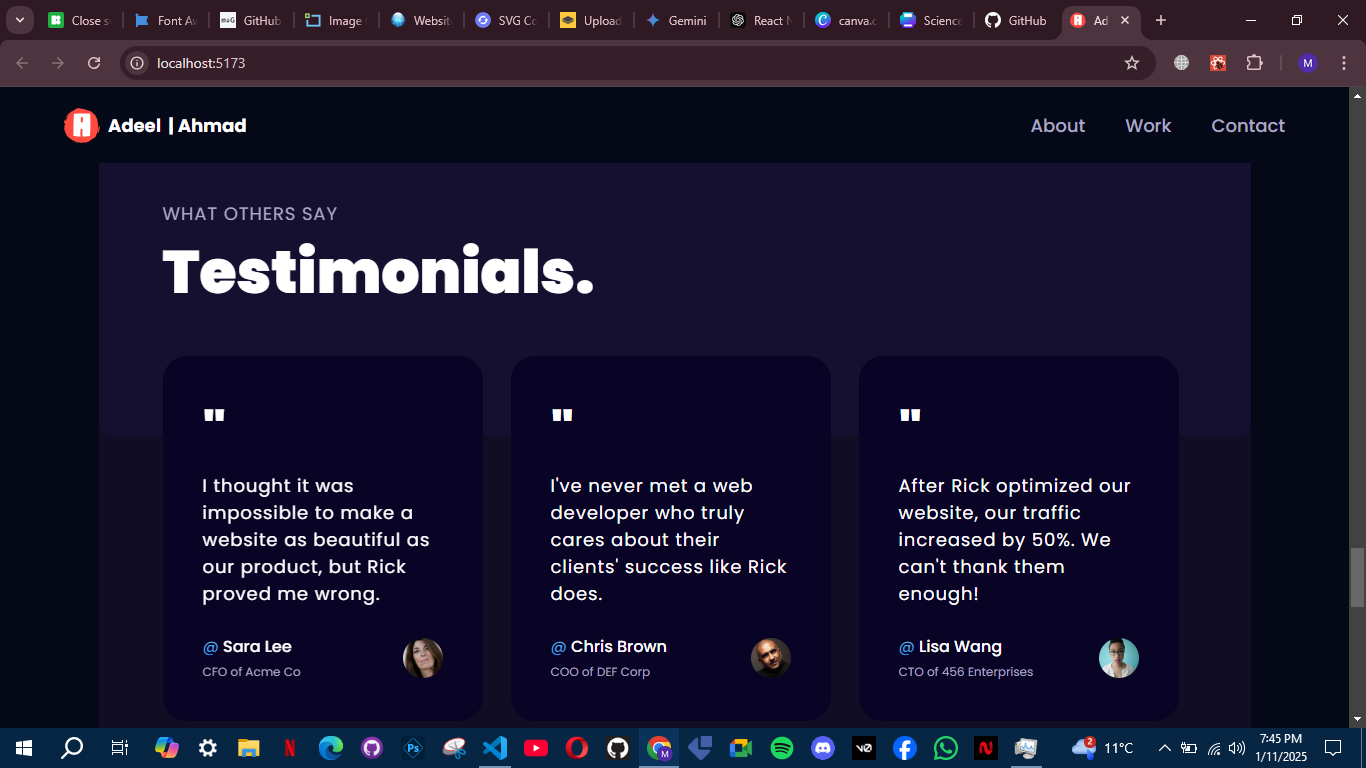 Close s
Font Av
GitHub
Image
Website
SVG Co
Upload
Gemini
React N
canva.c
Science
GitHub
Ad
localhost:5173
M
Adeel | Ahmad
About
Work
Contact
WHAT OTHERS SAY
Testimonials.
"
"
"
I thought it was
impossible to make a
website as beautiful as
our product, but Rick
proved me wrong.
@ Sara Lee
CFO of Acme Co
I've never met a web
developer who truly
cares about their
clients' success like Rick
does.
@ Chris Brown
COO of DEF Corp
After Rick optimized our
website, our traffic
increased by 50%. We
can't thank them
enough!
@ Lisa Wang
CTO of 456 Enterprises
Ps
M
v0
2
11°C
7:45 PM
1/11/2025